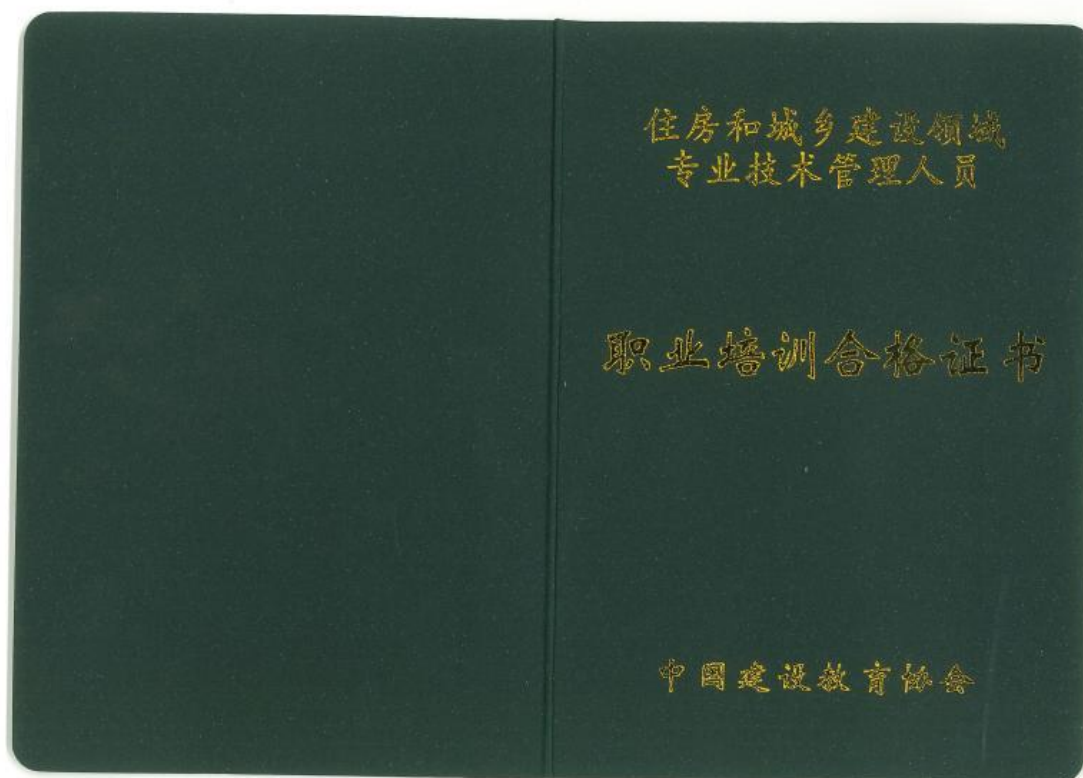 住房和城乡建设领域
专业技术管理人员
职业培训合格证书
中国建设教育协会